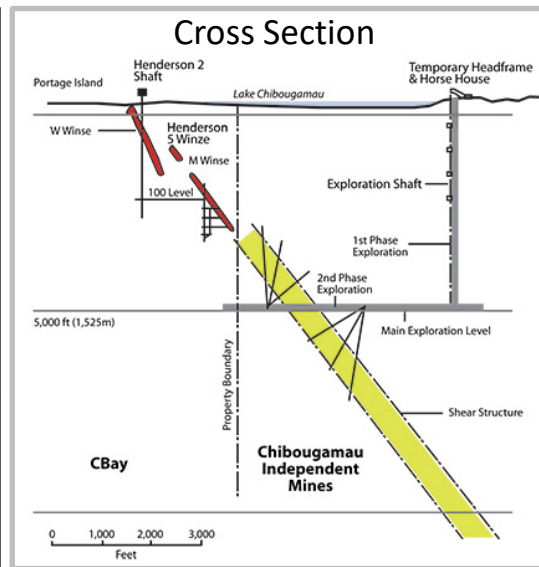 Cross Section
Henderson 2
Shaft
Temporary Headframe
& Horse House
Portage Island
Lake Chibougamau
W Winse
Henderson
5 Winze
M Winse
100 Level
Exploration Shaft
1st Phase
Exploration
2nd Phase
Exploration
5,000 ft (1,525m)
Main Exploration Level
Property Boundary
Shear Structure
CBay
Chibougamau
Independent
Mines
0 1,000 2,000 3,000
Feet